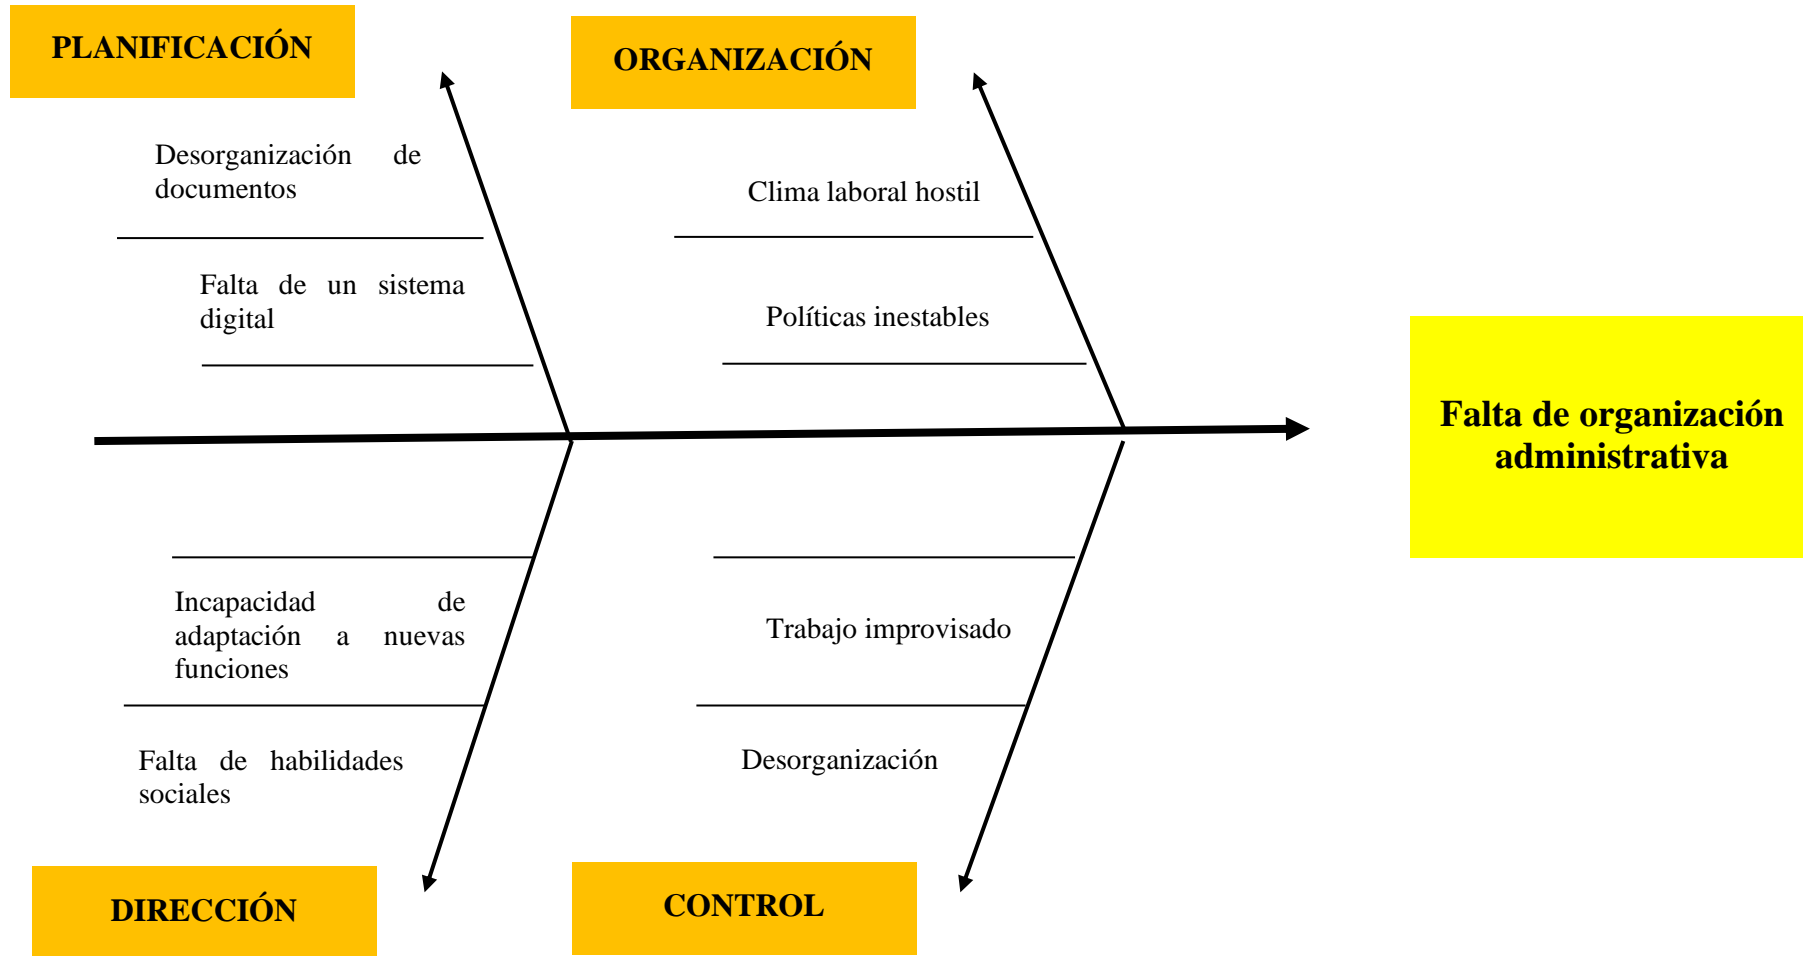 PLANIFICACIÓN
ORGANIZACIÓN
Desorganización de
documentos
Clima laboral hostil
Falta de un sistema
digital
Políticas inestables
Falta de organización
administrativa
Incapacidad de
adaptación a nuevas
funciones
Trabajo improvisado
Falta de habilidades
sociales
Desorganización
DIRECCIÓN
CONTROL